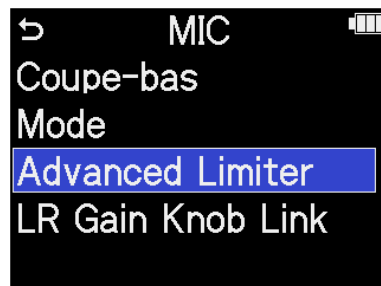 MIC
Coupe-bas
Mode
Advanced Limiter
LR Gain Knob Link